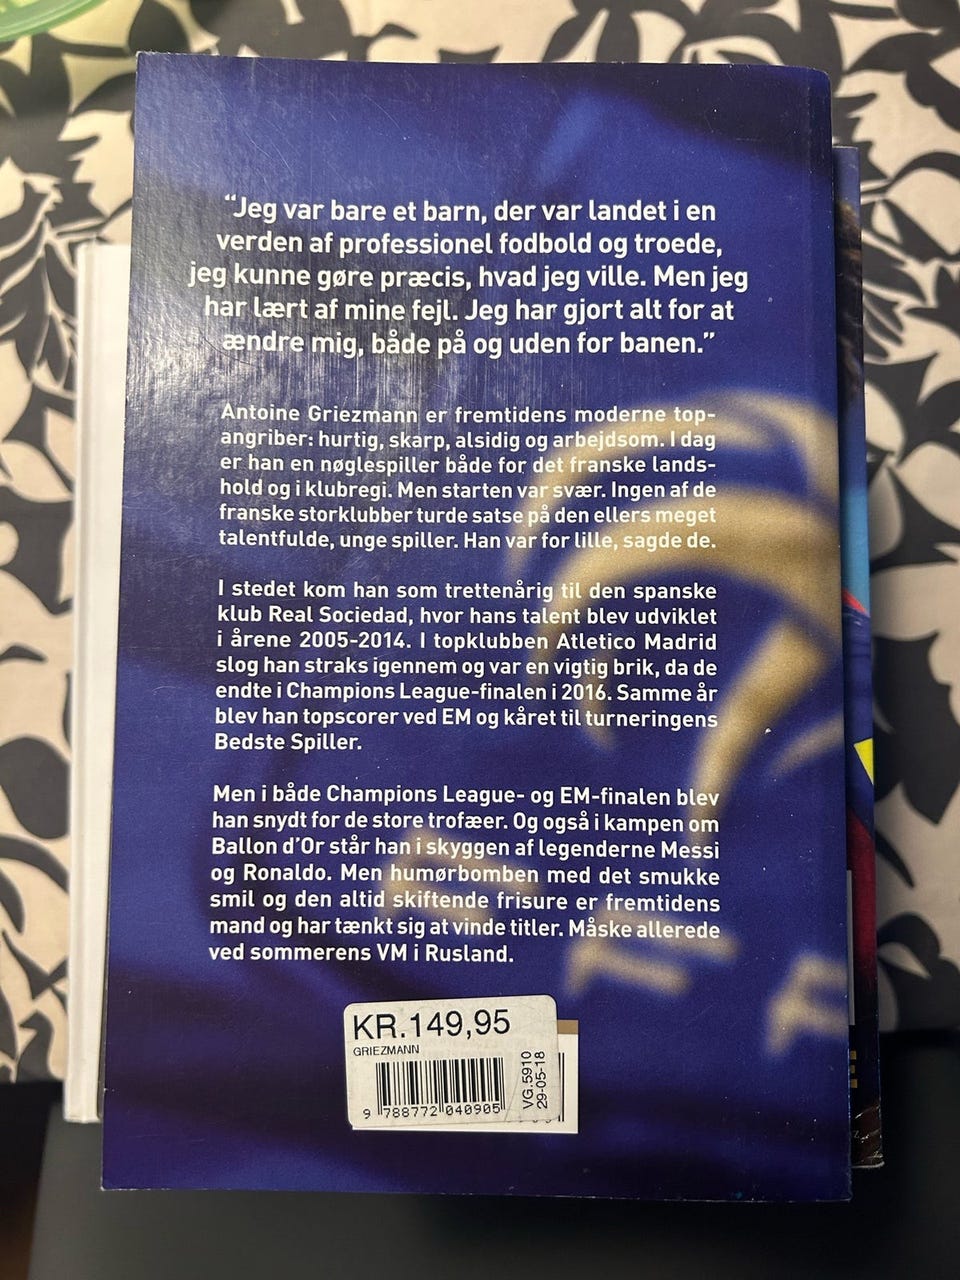 “Jeg var bare et barn, der var landet i en
verden af professionel fodbold og troede,
jeg kunne gøre præcis, hvad jeg ville. Men jeg
har lært af mine fejl. Jeg har gjort alt for at
ændre mig, både på og uden for banen.”
Antoine Griezmann er fremtidens moderne top-
angriber: hurtig, skarp, alsidig og arbejdsom. I dag
er han en nøglespiller både for det franske lands-
hold og i klubregi. Men starten var svær. Ingen af de
franske storklubber turde satse på den ellers meget
talentfulde, unge spiller. Han var for lille, sagde de.
I stedet kom han som trettenårig til den spanske
klub Real Sociedad, hvor hans talent blev udviklet
i årene 2005-2014. I topklubben Atletico Madrid
slog han straks igennem og var en vigtig brik, da de
endte i Champions League-finalen i 2016. Samme år
blev han topscorer ved EM og kåret til turneringens
Bedste Spiller.
Men i både Champions League- og EM-finalen blev
han snydt for de store trofæer. Og også i kampen om
Ballon d’Or står han i skyggen af legenderne Messi
og Ronaldo. Men humørbomben med det smukke
smil og den altid skiftende frisure er fremtidens
mand og har tænkt sig at vinde titler. Måske allerede
ved sommerens VM i Rusland.
KR.149,95
GRIEZMANN
VG.5910
29-05-18
9 788772 040905